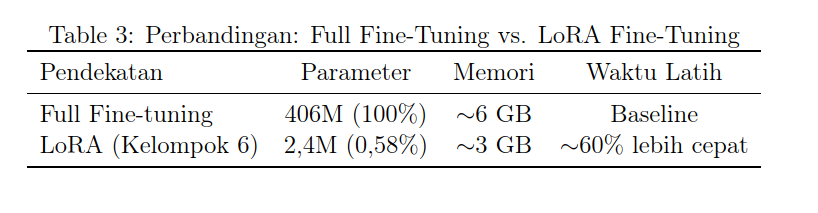 Table 3: Perbandingan: Full Fine-Tuning vs. LoRA Fine-Tuning
Pendekatan Parameter Memori Waktu Latih
Full Fine-tuning 406M (100%) ∼6 GB Baseline
LoRA (Kelompok 6) 2,4M (0,58%) ∼3 GB ∼60% lebih cepat